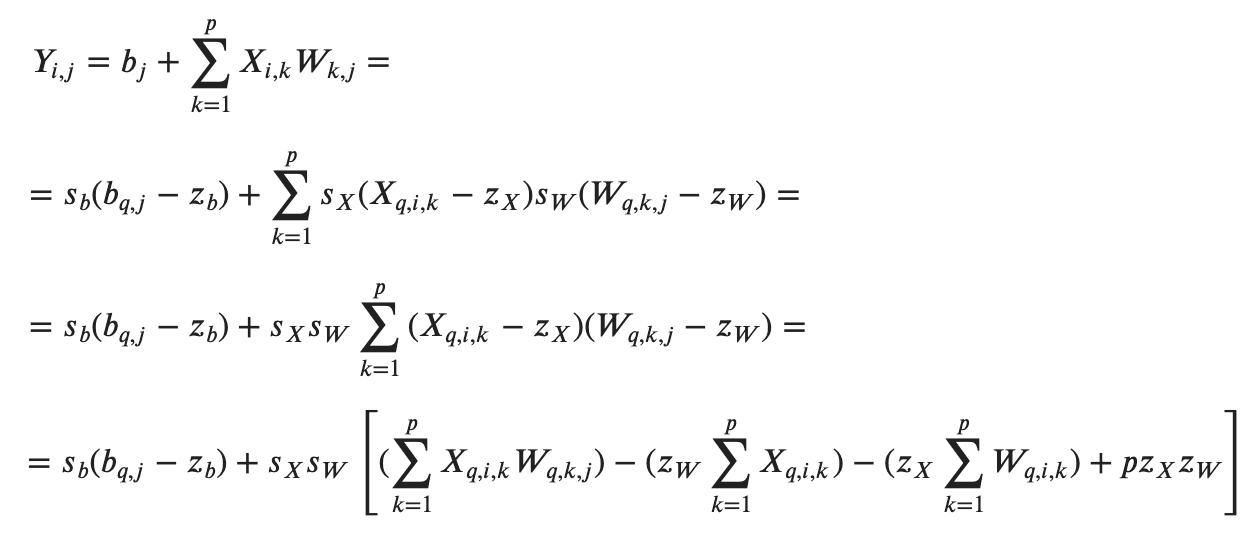 $Y_{i,j} = b_j + \sum_{k=1}^{p} X_{i,k} W_{k,j} =$
$= s_b(b_{q,j} - z_b) + \sum_{k=1}^{p} s_X(X_{q,i,k} - z_X)s_W(W_{q,k,j} - z_W) =$
$= s_b(b_{q,j} - z_b) + s_X s_W \sum_{k=1}^{p} (X_{q,i,k} - z_X)(W_{q,k,j} - z_W) =$
$= s_b(b_{q,j} - z_b) + s_X s_W \left[ (\sum_{k=1}^{p} X_{q,i,k} W_{q,k,j}) - (z_W \sum_{k=1}^{p} X_{q,i,k}) - (z_X \sum_{k=1}^{p} W_{q,i,k}) + p z_X z_W \right]$